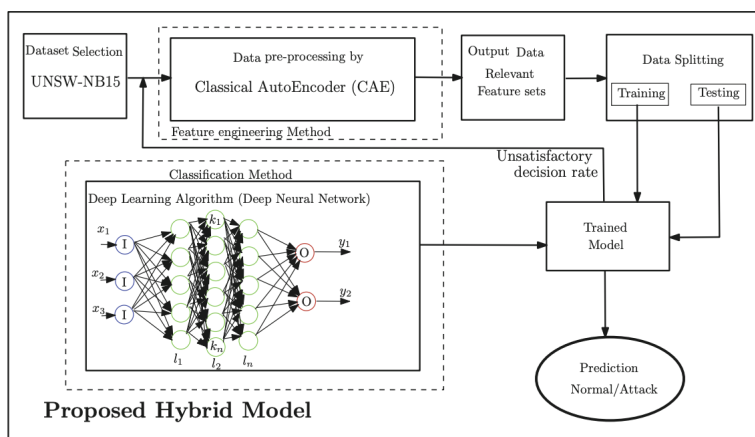 Dataset Selection
UNSW-NB15
Data pre-processing by
Classical AutoEncoder (CAE)
Feature engineering Method
Output Data
Relevant
Feature sets
Data Splitting
Training
Testing
Unsatisfactory
decision rate
Classification Method
Deep Learning Algorithm (Deep Neural Network)
x1
x2
x3
I
I
I
k1
kn
l1
l2
ln
O
O
y1
y2
Trained
Model
Prediction
Normal/Attack
Proposed Hybrid Model